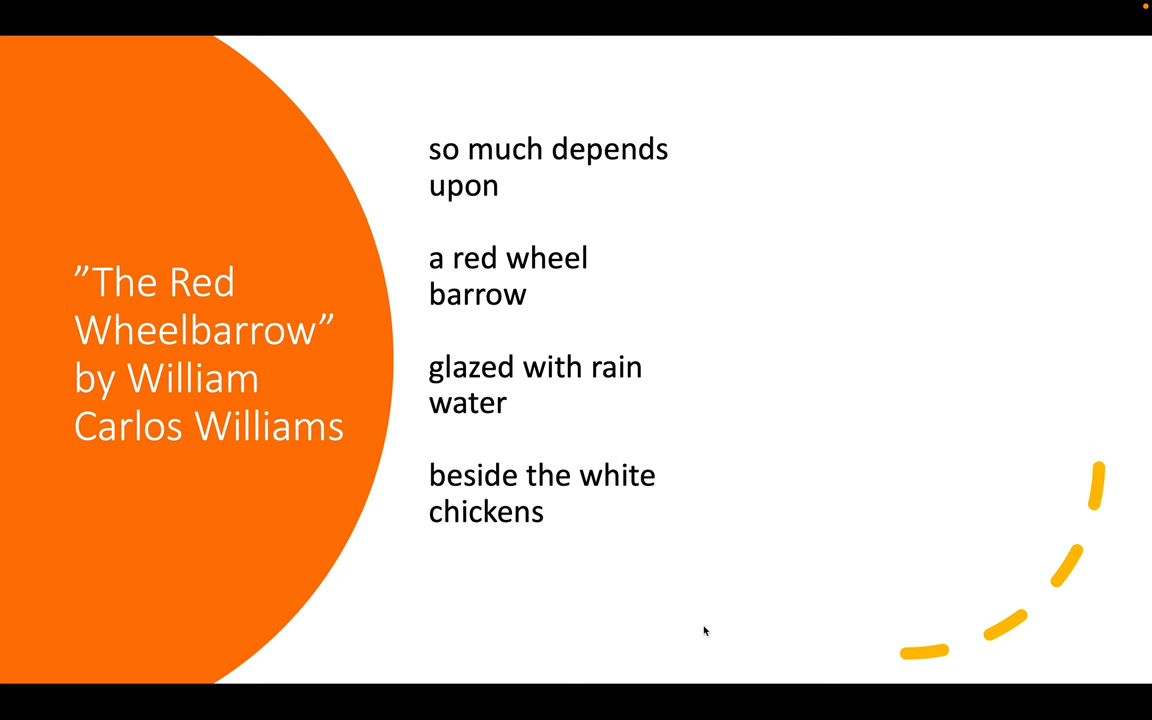 ”The Red
Wheelbarrow”
by William
Carlos Williams
so much depends
upon
a red wheel
barrow
glazed with rain
water
beside the white
chickens